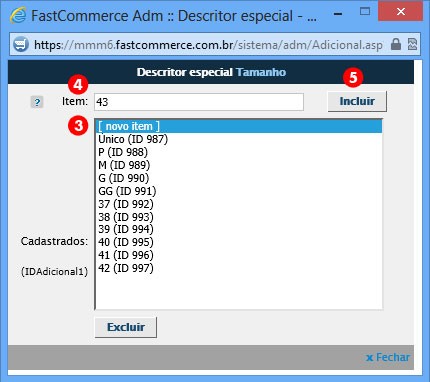 FastCommerce Adm :: Descritor especial - ...
https://mmm6.fastcommerce.com.br/sistema/adm/Adicional.asp
Descritor especial Tamanho
4
5
? Item: 43 Incluir
3
[ novo item ]
Único (ID 987)
P (ID 988)
M (ID 989)
G (ID 990)
GG (ID 991)
37 (ID 992)
38 (ID 993)
39 (ID 994)
Cadastrados: 40 (ID 995)
41 (ID 996)
(IDAdicional1) 42 (ID 997)
Excluir
x Fechar